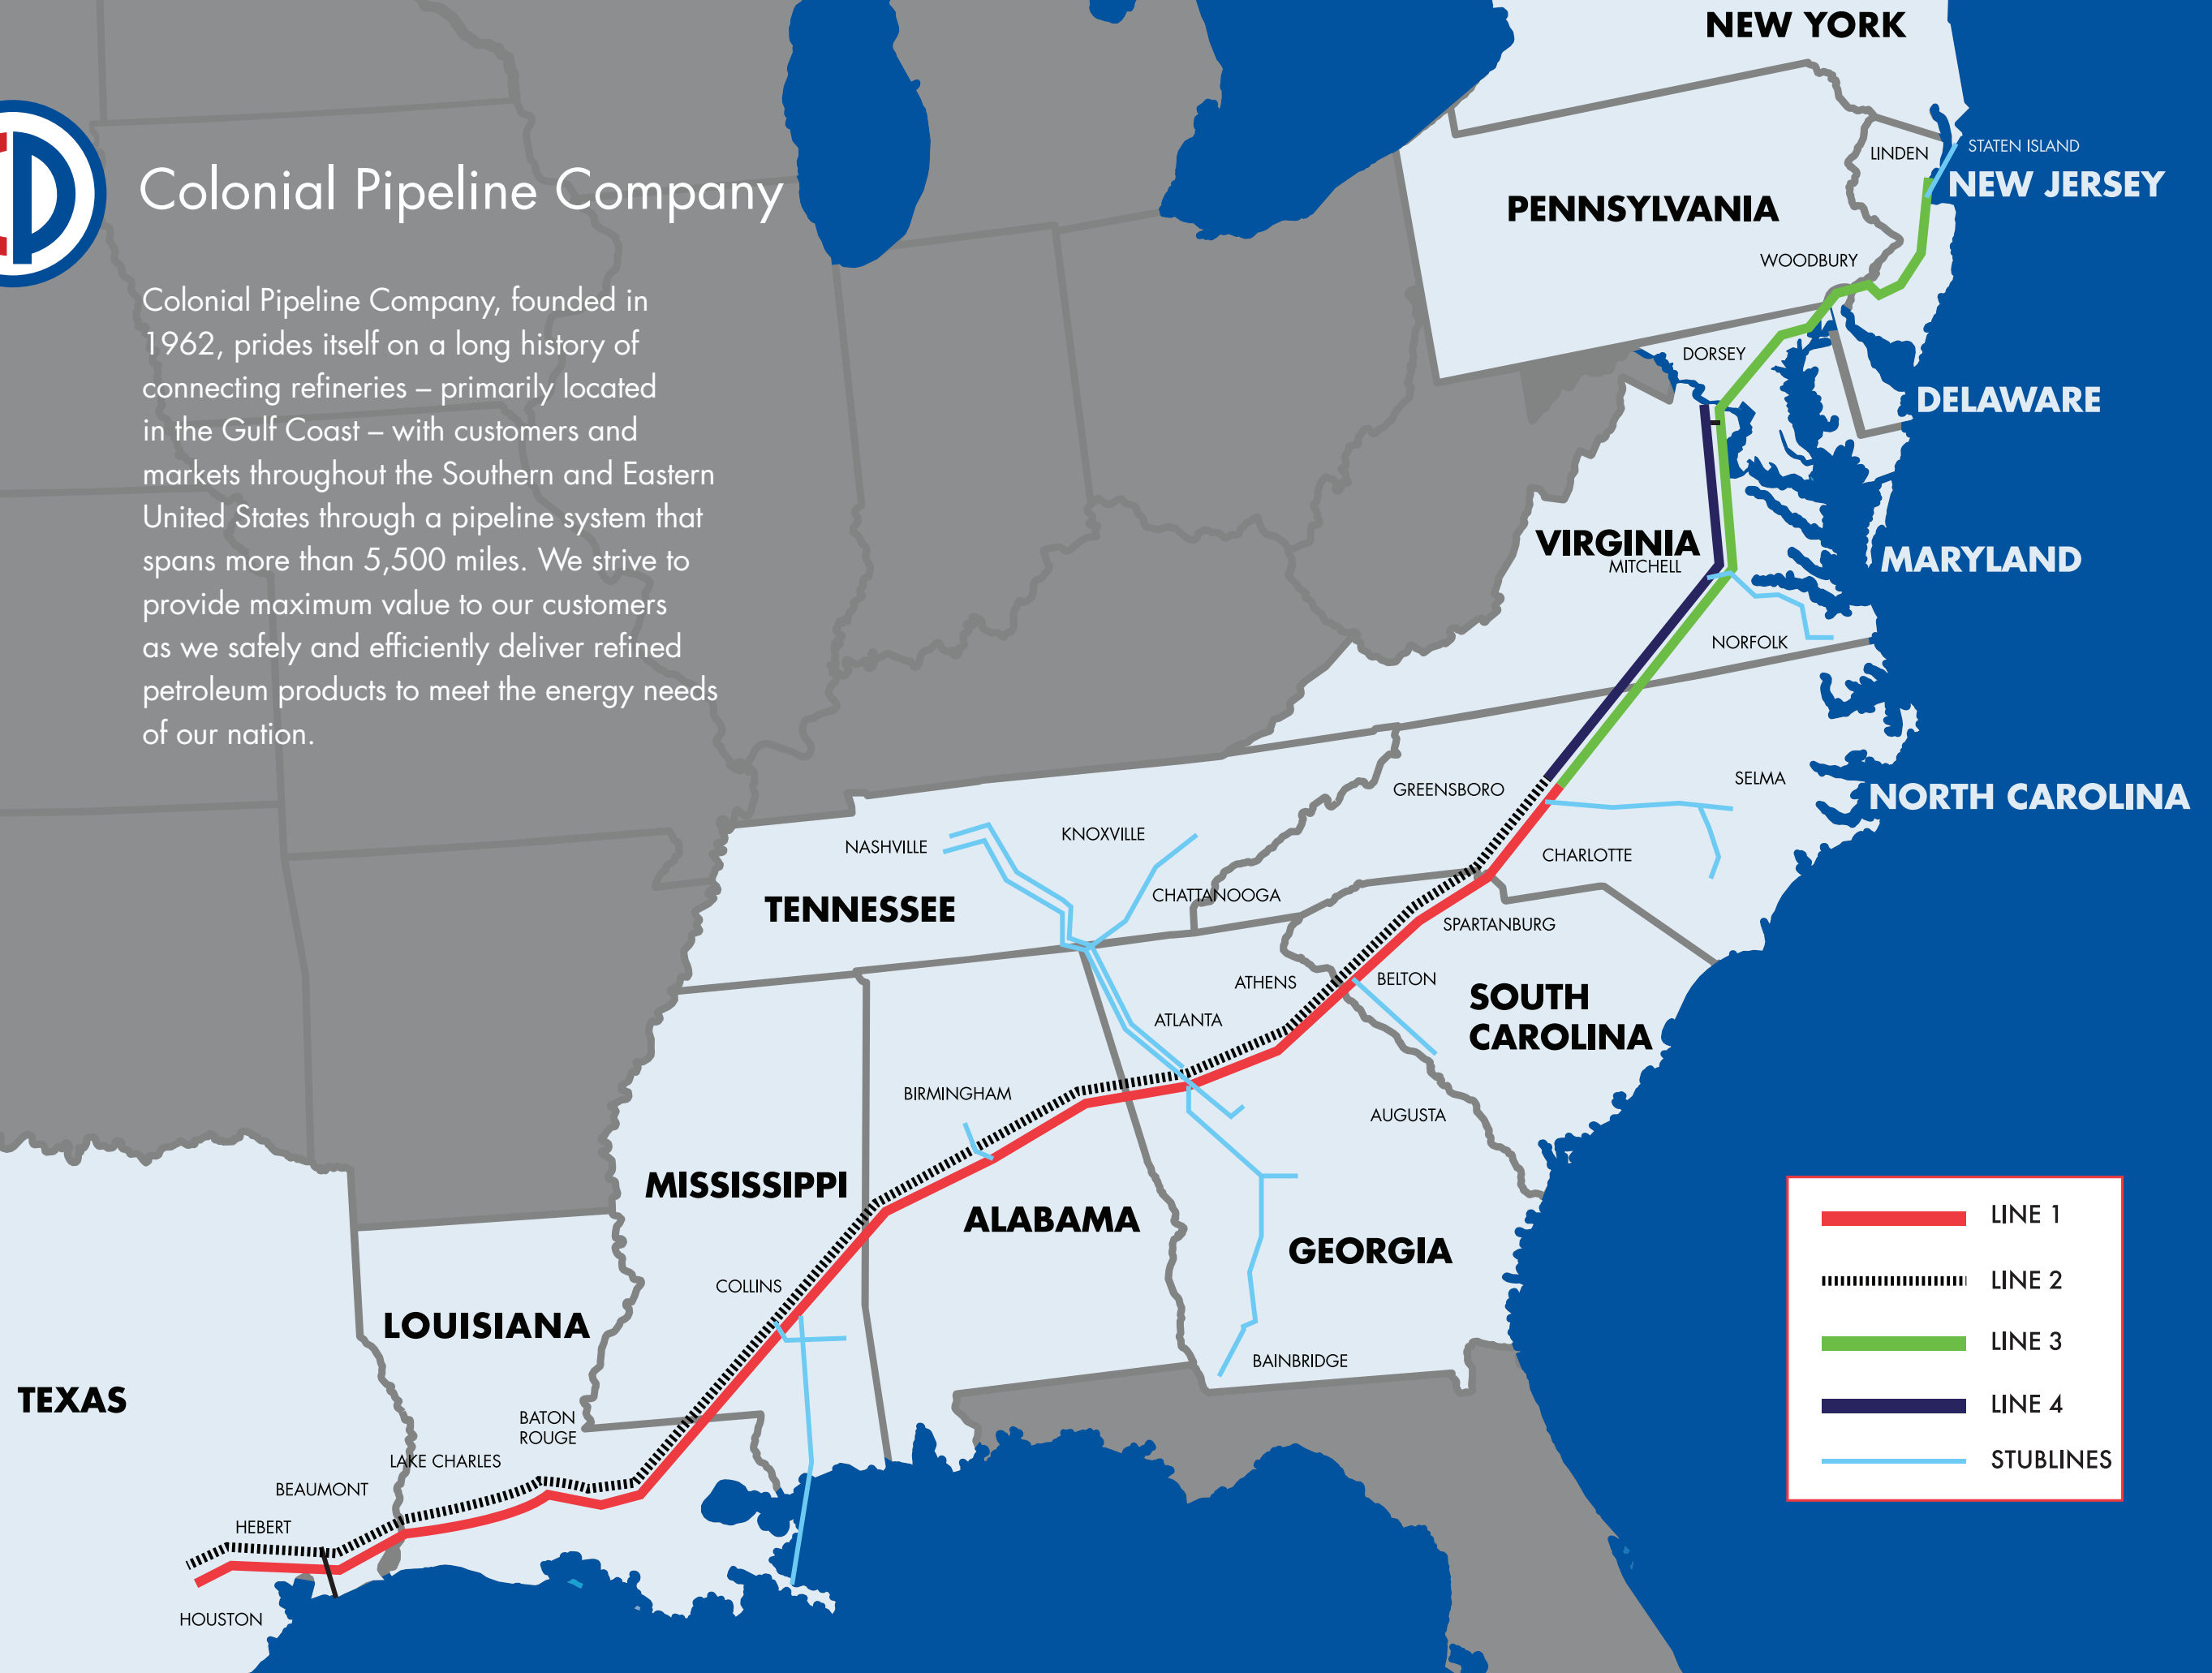 Colonial Pipeline Company
Colonial Pipeline Company, founded in
1962, prides itself on a long history of
connecting refineries – primarily located
in the Gulf Coast – with customers and
markets throughout the Southern and Eastern
United States through a pipeline system that
spans more than 5,500 miles. We strive to
provide maximum value to our customers
as we safely and efficiently deliver refined
petroleum products to meet the energy needs
of our nation.
NEW YORK
STATEN ISLAND
LINDEN
NEW JERSEY
PENNSYLVANIA
WOODBURY
DORSEY
DELAWARE
VIRGINIA
MITCHELL
MARYLAND
NORFOLK
SELMA
GREENSBORO
NORTH CAROLINA
KNOXVILLE
NASHVILLE
CHARLOTTE
CHATTANOOGA
TENNESSEE
SPARTANBURG
BELTON
ATHENS
SOUTH
CAROLINA
ATLANTA
BIRMINGHAM
AUGUSTA
MISSISSIPPI
ALABAMA
GEORGIA
COLLINS
LOUISIANA
BAINBRIDGE
TEXAS
BATON
ROUGE
LAKE CHARLES
BEAUMONT
HEBERT
HOUSTON
LINE 1
LINE 2
LINE 3
LINE 4
STUBLINES